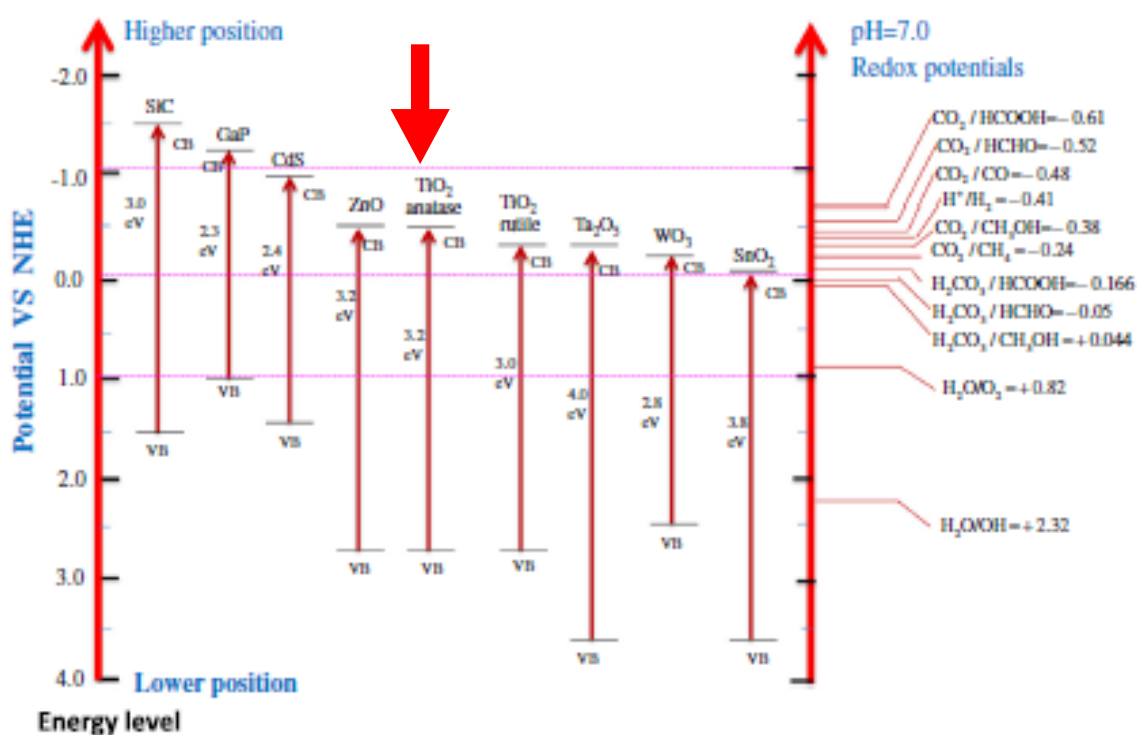 Higher position
pH=7.0
Redox potentials
-2.0
-1.0
0.0
1.0
2.0
3.0
4.0
Potential VS NHE
SiC
CB
3.0
eV
VB
GaP
CB
2.3
eV
VB
CdS
CB
2.4
eV
VB
ZnO
CB
3.2
eV
VB
TiO₂
anatase
CB
3.2
eV
VB
TiO₂
rutile
CB
3.0
eV
VB
Ta₂O₅
CB
4.0
eV
VB
WO₃
CB
2.8
eV
VB
SnO₂
CB
3.8
eV
VB
CO₂ / HCOOH=− 0.61
CO₂ / HCHO=− 0.52
CO₂ / CO=− 0.48
H⁺/H₂ =−0.41
CO₂ / CH₃OH=− 0.38
CO₂ / CH₄ =−0.24
H₂CO₃ / HCOOH=− 0.166
H₂CO₃ / HCHO=− 0.05
H₂CO₃ / CH₃OH =+0.044
H₂O/O₂ =+0.82
H₂O/OH =+2.32
Lower position
Energy level